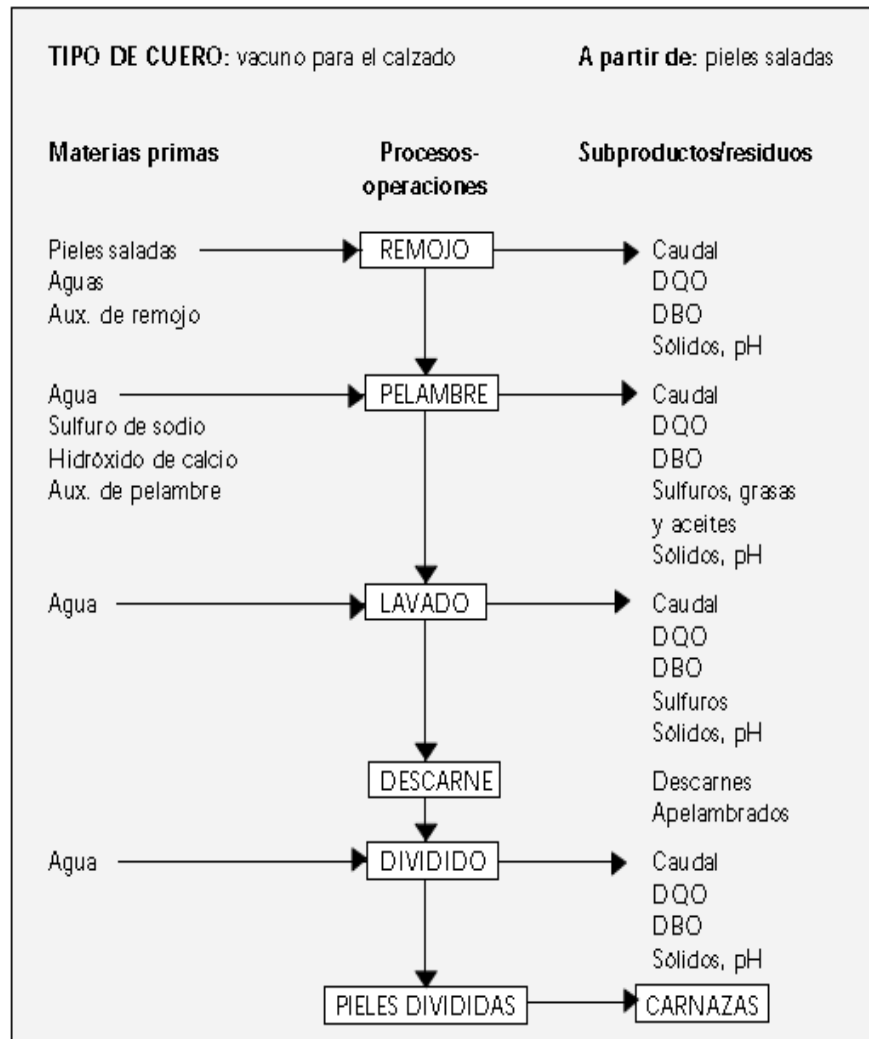 TIPO DE CUERO: vacuno para el calzado
A partir de: pieles saladas
Materias primas
Procesos-
operaciones
Subproductos/residuos
Pieles saladas
Aguas
Aux. de remojo
REMOJO
Caudal
DQO
DBO
Sólidos, pH
Agua
Sulfuro de sodio
Hidróxido de calcio
Aux. de pelambre
PELAMBRE
Caudal
DQO
DBO
Sulfuros, grasas
y aceites
Sólidos, pH
Agua
LAVADO
Caudal
DQO
DBO
Sulfuros
Sólidos, pH
DESCARNE
Descarnes
Apelambrados
Agua
DIVIDIDO
Caudal
DQO
DBO
Sólidos, pH
PIELES DIVIDIDAS
CARNAZAS